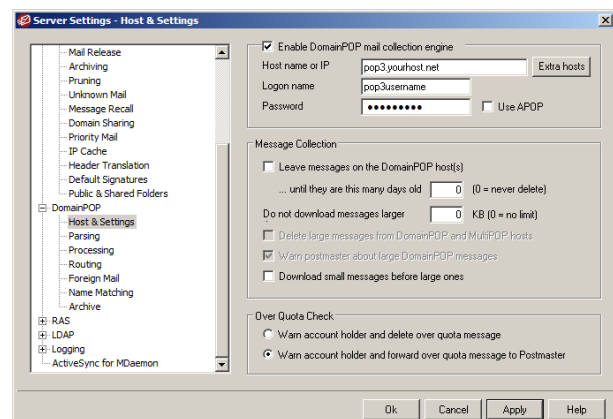 Server Settings - Host & Settings
Mail Release
Archiving
Pruning
Unknown Mail
Message Recall
Domain Sharing
Priority Mail
IP Cache
Header Translation
Default Signatures
Public & Shared Folders
DomainPOP
Host & Settings
Parsing
Processing
Routing
Foreign Mail
Name Matching
Archive
RAS
LDAP
Logging
ActiveSync for MDaemon
Enable DomainPOP mail collection engine
Host name or IP pop3.yourhost.net Extra hosts
Logon name pop3username
Password ●●●●●●●●● Use APOP
Message Collection
Leave messages on the DomainPOP host(s)
... until they are this many days old 0 (0 = never delete)
Do not download messages larger 0 KB (0 = no limit)
Delete large messages from DomainPOP and MultiPOP hosts
Warn postmaster about large DomainPOP messages
Download small messages before large ones
Over Quota Check
Warn account holder and delete over quota message
Warn account holder and forward over quota message to Postmaster
Ok Cancel Apply Help